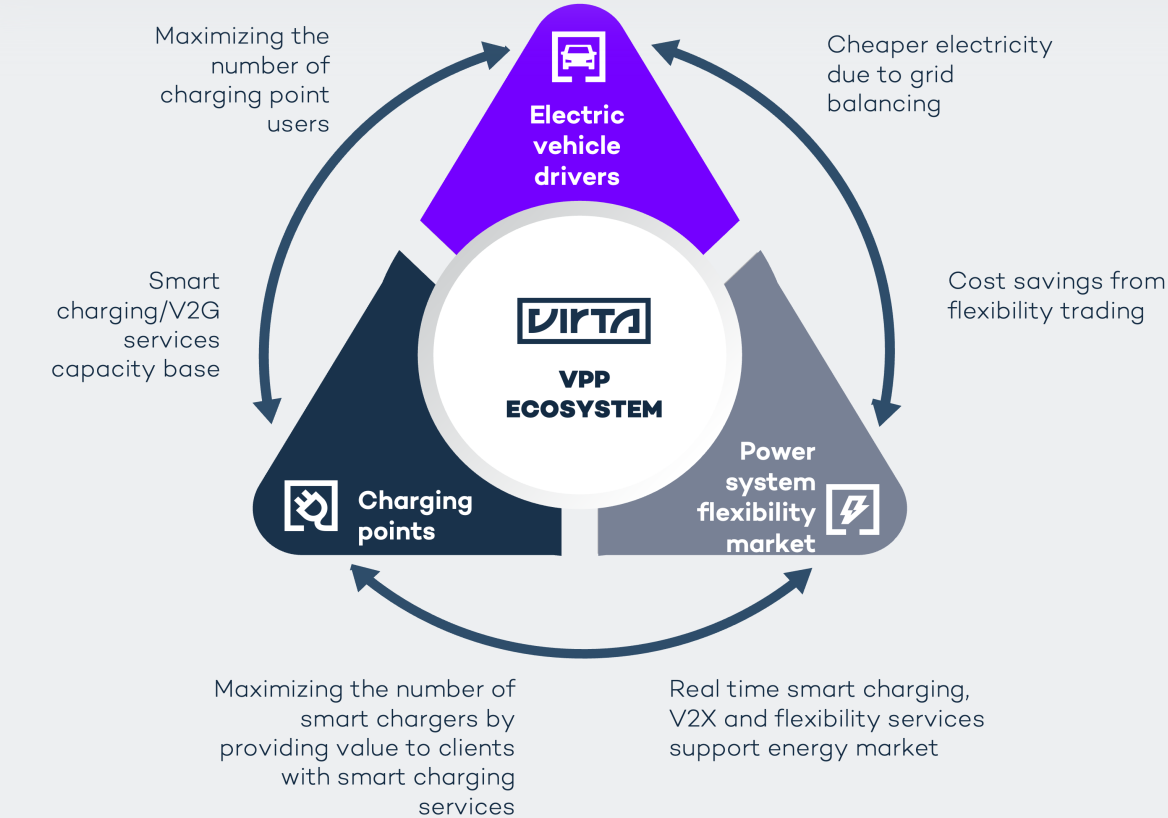 Maximizing the
number of
charging point
users
Cheaper electricity
due to grid
balancing
Electric
vehicle
drivers
Smart
charging/V2G
services
capacity base
Cost savings from
flexibility trading
VIRTA
VPP
ECOSYSTEM
Charging
points
Power
system
flexibility
market
Maximizing the number of
smart chargers by
providing value to clients
with smart charging
services
Real time smart charging,
V2X and flexibility services
support energy market